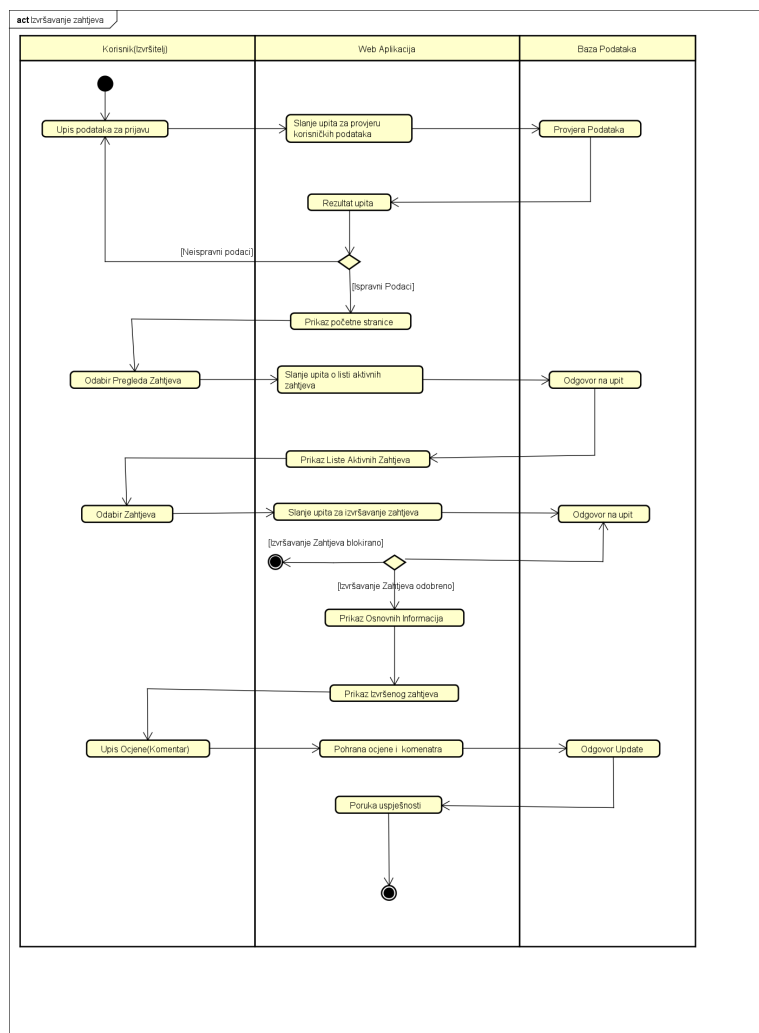 act Izvršavanje zahtjeva
Korisnik(Izvršitelj)
Web Aplikacija
Baza Podataka
Upis podataka za prijavu
Slanje upita za provjeru
korisničkih podataka
Provjera Podataka
Rezultat upita
[Neispravni podaci]
[Ispravni Podaci]
Prikaz početne stranice
Odabir Pregleda Zahtjeva
Slanje upita o listi aktivnih
zahtjeva
Odgovor na upit
Prikaz Liste Aktivnih Zahtjeva
Odabir Zahtjeva
Slanje upita za izvršavanje zahtjeva
Odgovor na upit
[Izvršavanje Zahtjeva blokirano]
[Izvršavanje Zahtjeva odobreno]
Prikaz Osnovnih Informacija
Prikaz Izvršenog zahtjeva
Upis Ocjene(Komentar)
Pohrana ocjene i komenatra
Odgovor Update
Poruka uspješnosti